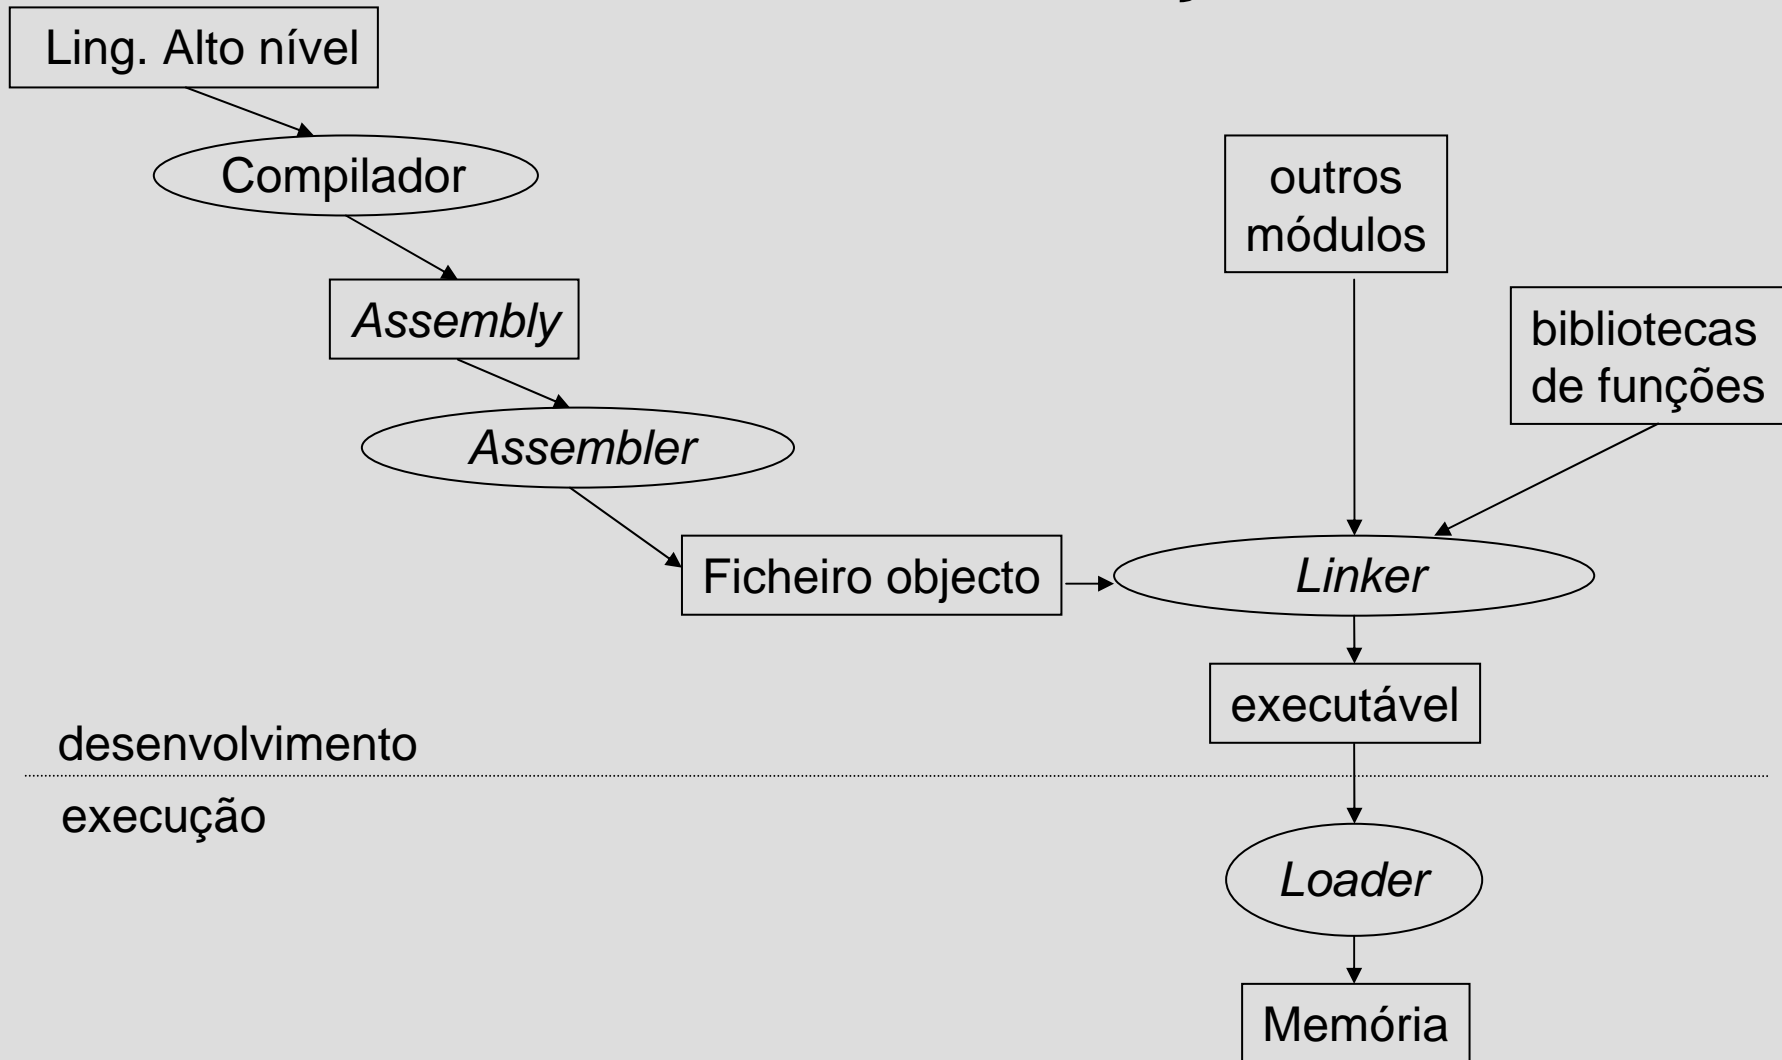 Ling. Alto nível
Compilador
Assembly
Assembler
Ficheiro objecto
outros
módulos
bibliotecas
de funções
Linker
executável
desenvolvimento
execução
Loader
Memória